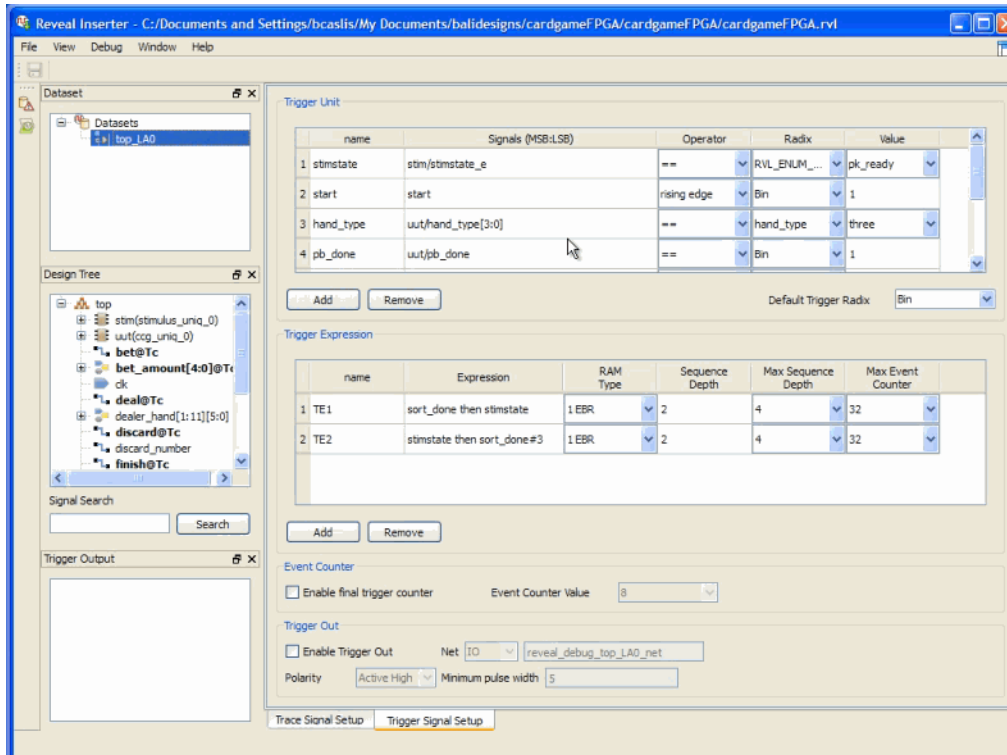 Reveal Inserter - C:/Documents and Settings/bcaslis/My Documents/balidesigns/cardgameFPGA/cardgameFPGA/cardgameFPGA.rvl
File View Debug Window Help
Dataset
Datasets
top_LA0
Design Tree
top
stim(stimulus_uniq_0)
uut(ccg_uniq_0)
bet@Tc
bet_amount[4:0]@Tc
clk
deal@Tc
dealer_hand[1:11][5:0]
discard@Tc
discard_number
finish@Tc
Signal Search
Search
Trigger Output
Trigger Unit
name Signals (MSB:LSB) Operator Radix Value
1 stimstate stim/stimstate_e == RVL_ENUM_... pk_ready
2 start start rising edge Bin 1
3 hand_type uut/hand_type[3:0] == hand_type three
4 pb_done uut/pb_done == Bin 1
Add Remove Default Trigger Radix Bin
Trigger Expression
name Expression RAM Type Sequence Depth Max Sequence Depth Max Event Counter
1 TE1 sort_done then stimstate 1 EBR 2 4 32
2 TE2 stimstate then sort_done#3 1 EBR 2 4 32
Add Remove
Event Counter
Enable final trigger counter Event Counter Value 8
Trigger Out
Enable Trigger Out Net IO reveal_debug_top_LA0_net
Polarity Active High Minimum pulse width 5
Trace Signal Setup Trigger Signal Setup